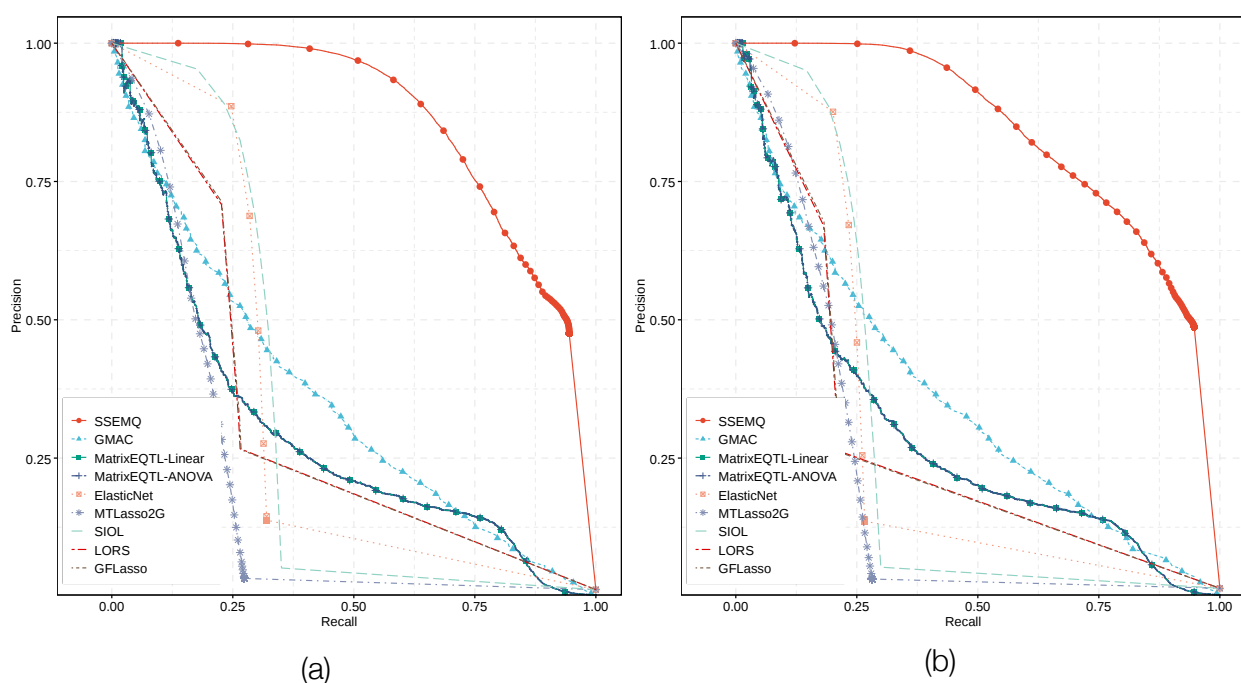 1.00
0.75
0.50
0.25
Precision
SSEMQ
GMAC
MatrixEQTL-Linear
MatrixEQTL-ANOVA
ElasticNet
MTLasso2G
SIOL
LORS
GFLasso
0.00 0.25 0.50 0.75 1.00
Recall
(a)
1.00
0.75
0.50
0.25
Precision
SSEMQ
GMAC
MatrixEQTL-Linear
MatrixEQTL-ANOVA
ElasticNet
MTLasso2G
SIOL
LORS
GFLasso
0.00 0.25 0.50 0.75 1.00
Recall
(b)